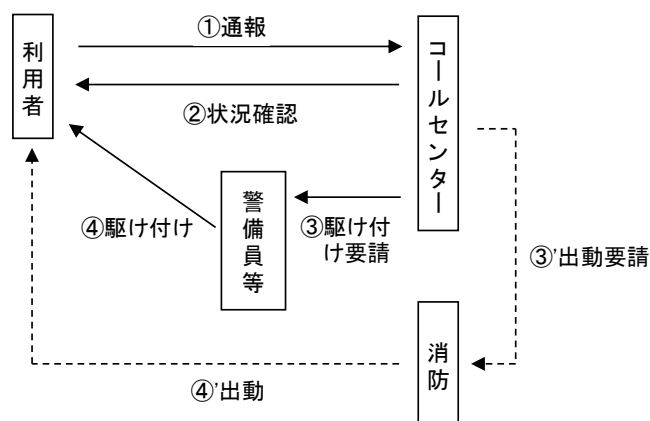 ①通報
利用者
コールセンター
②状況確認
④駆け付け
警備員等
③駆け付
け要請
③’出動要請
消防
④’出動